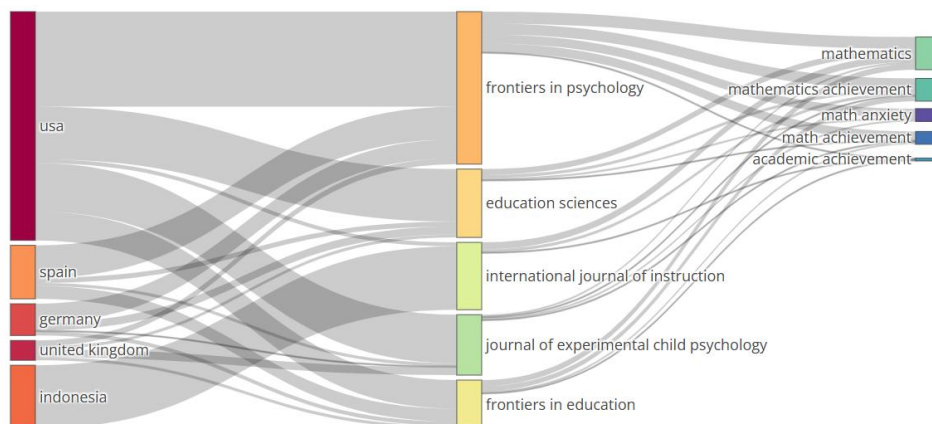 usa
spain
germany
united kingdom
indonesia
frontiers in psychology
education sciences
international journal of instruction
journal of experimental child psychology
frontiers in education
mathematics
mathematics achievement
math anxiety
math achievement
academic achievement